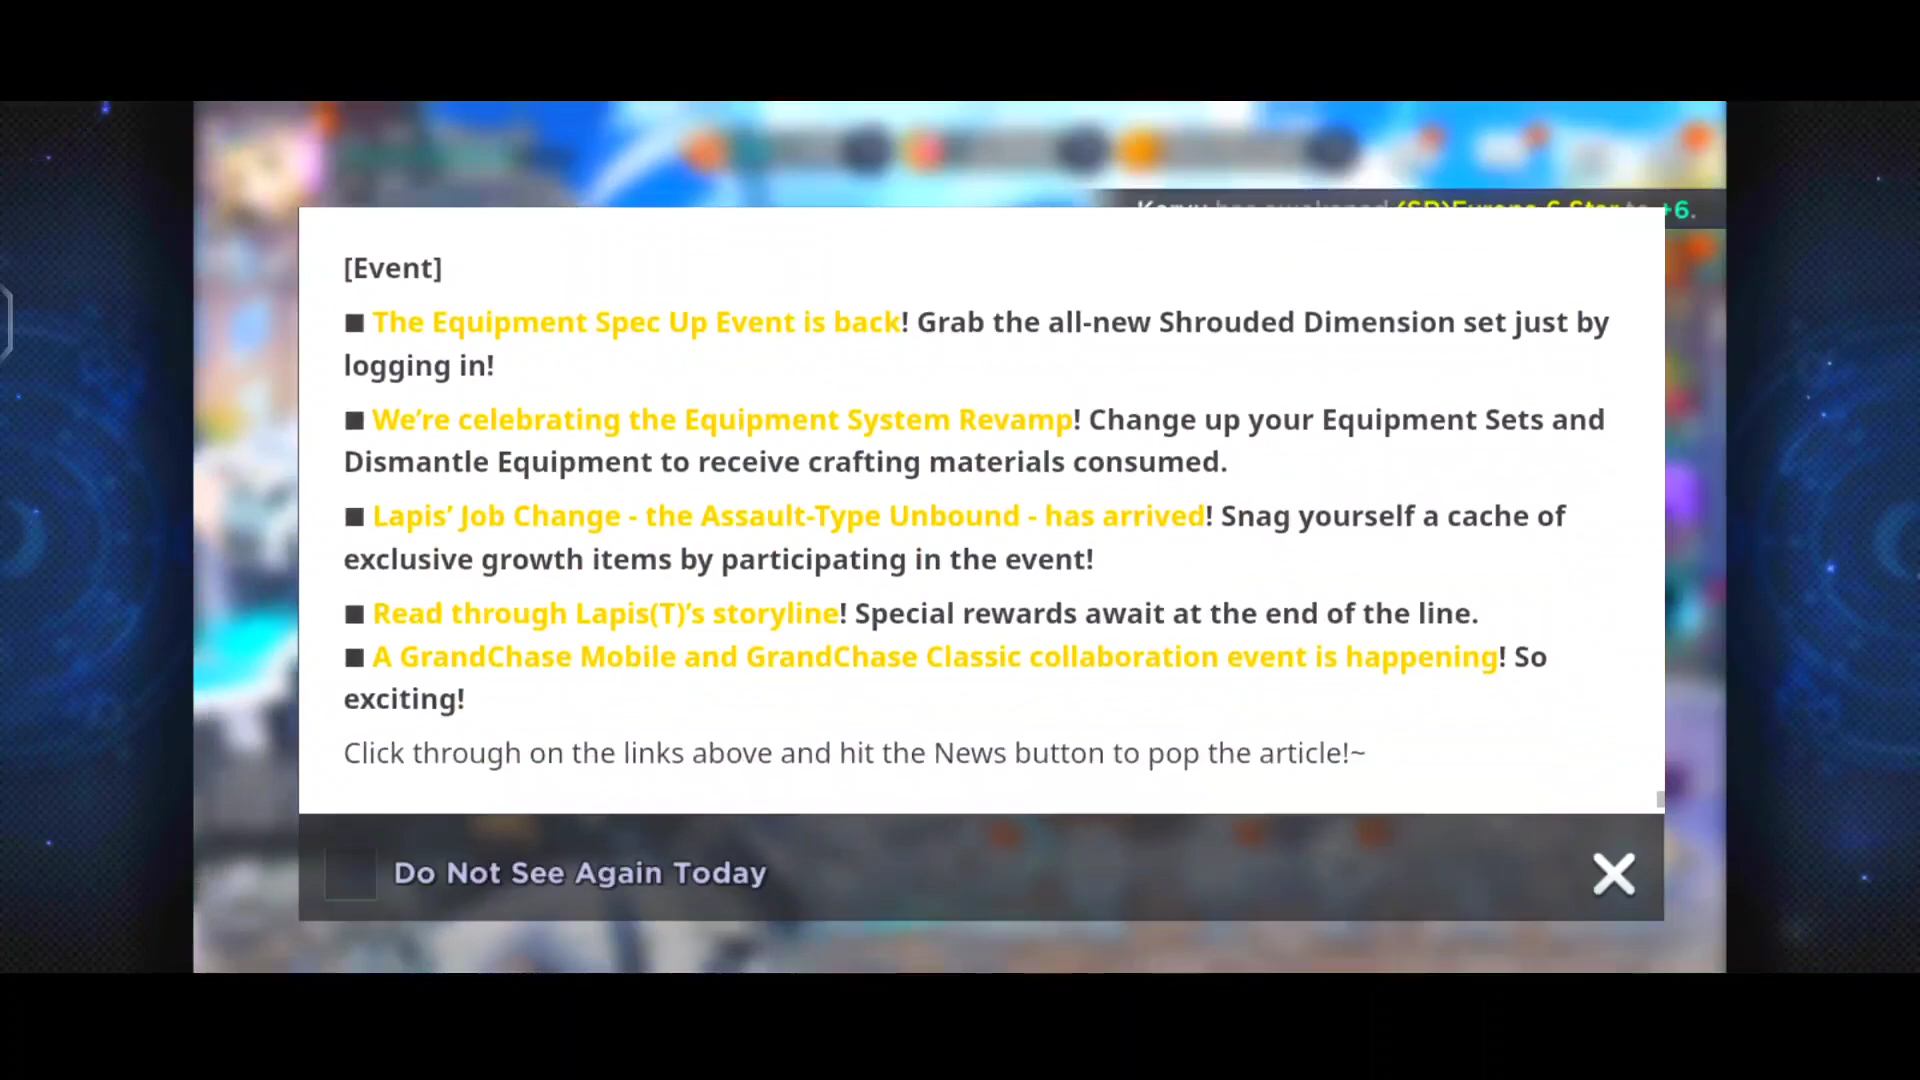 +6.
[Event]
■ The Equipment Spec Up Event is back! Grab the all-new Shrouded Dimension set just by
logging in!
■ We’re celebrating the Equipment System Revamp! Change up your Equipment Sets and
Dismantle Equipment to receive crafting materials consumed.
■ Lapis’ Job Change - the Assault-Type Unbound - has arrived! Snag yourself a cache of
exclusive growth items by participating in the event!
■ Read through Lapis(T)’s storyline! Special rewards await at the end of the line.
■ A GrandChase Mobile and GrandChase Classic collaboration event is happening! So
exciting!
Click through on the links above and hit the News button to pop the article!~
Do Not See Again Today